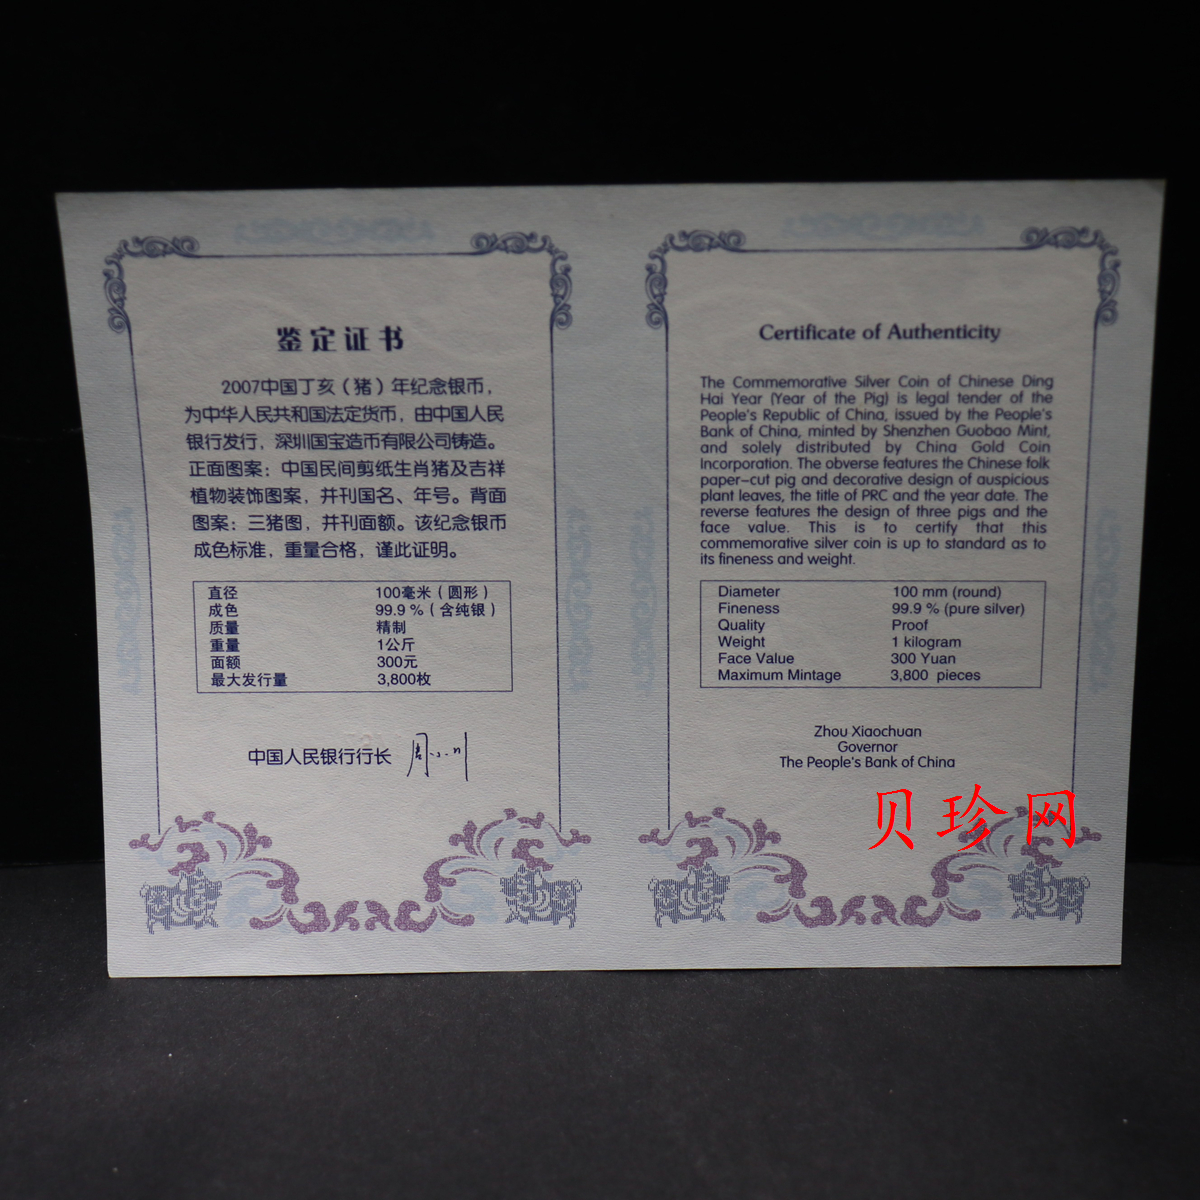 鉴定证书
2007中国丁亥（猪）年纪念银币，
为中华人民共和国法定货币，由中国人民
银行发行，深圳国宝造币有限公司铸造。
正面图案：中国民间剪纸生肖猪及吉祥
植物装饰图案，并刊国名、年号。背面
图案：三猪图，并刊面额。该纪念银币
成色标准，重量合格，谨此证明。
直径 100毫米（圆形）
成色 99.9 %（含纯银）
质量 精制
重量 1公斤
面额 300元
最大发行量 3,800枚
中国人民银行行长 周小川
Certificate of Authenticity
The Commemorative Silver Coin of Chinese Ding
Hai Year (Year of the Pig) is legal tender of the
People's Republic of China, issued by the People's
Bank of China, minted by Shenzhen Guobao Mint,
and solely distributed by China Gold Coin
Incorporation. The obverse features the Chinese folk
paper-cut pig and decorative design of auspicious
plant leaves, the title of PRC and the year date. The
reverse features the design of three pigs and the
face value. This is to certify that this
commemorative silver coin is up to standard as to
its fineness and weight.
Diameter 100 mm (round)
Fineness 99.9 % (pure silver)
Quality Proof
Weight 1 kilogram
Face Value 300 Yuan
Maximum Mintage 3,800 pieces
Zhou Xiaochuan
Governor
The People's Bank of China
贝珍网